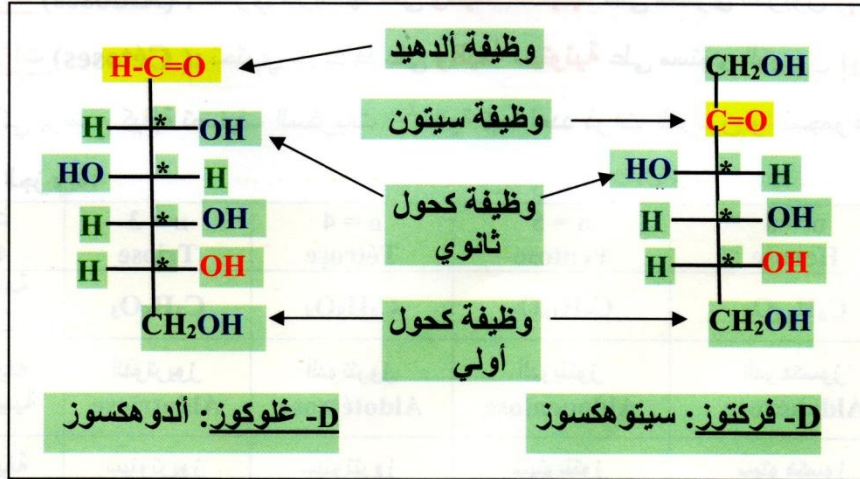 H-C=O
وظيفة ألدهيد
CH₂OH
وظيفة سيتون
C=O
H * OH
HO * H
HO * H
وظيفة كحول
ثانوي
H * OH
H * OH
H * OH
H * OH
CH₂OH
وظيفة كحول
أولي
CH₂OH
D- غلوكوز: ألدوهكسوز
D- فركتوز: سيتوهكسوز